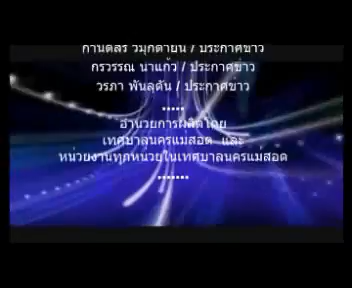 กานต์สิริ วิมุกตายน / ประกาศข่าว
กรวรรณ นาแก้ว / ประกาศข่าว
วรภา พันลุตัน / ประกาศข่าว
.....
อำนวยการผลิตโดย
เทศบาลนครแม่สอด และ
หน่วยงานทุกหน่วยในเทศบาลนครแม่สอด
.......